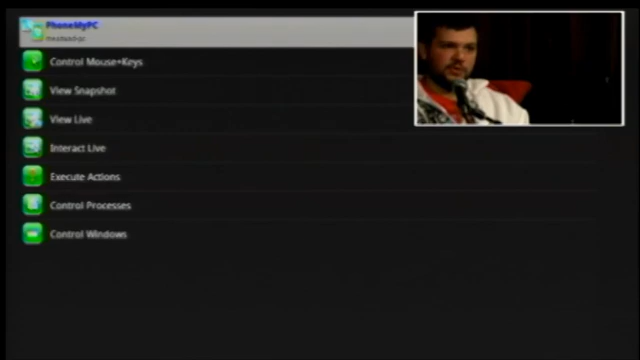 PhoneMyPC
Control Mouse+Keys
View Snapshot
View Live
Interact Live
Execute Actions
Control Processes
Control Windows